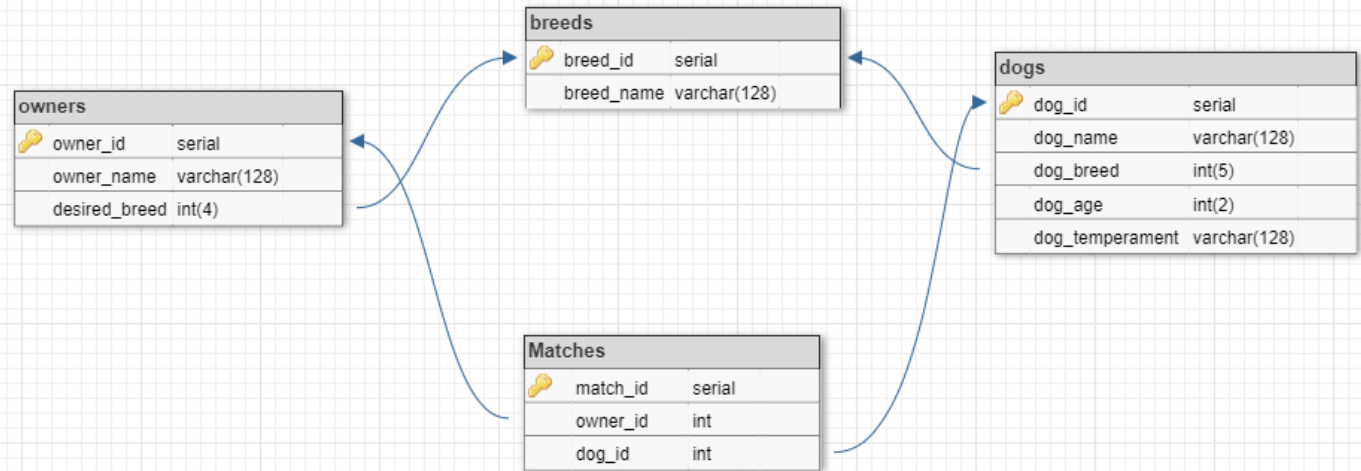 breeds
breed_id serial
breed_name varchar(128)
owners
owner_id serial
owner_name varchar(128)
desired_breed int(4)
dogs
dog_id serial
dog_name varchar(128)
dog_breed int(5)
dog_age int(2)
dog_temperament varchar(128)
Matches
match_id serial
owner_id int
dog_id int